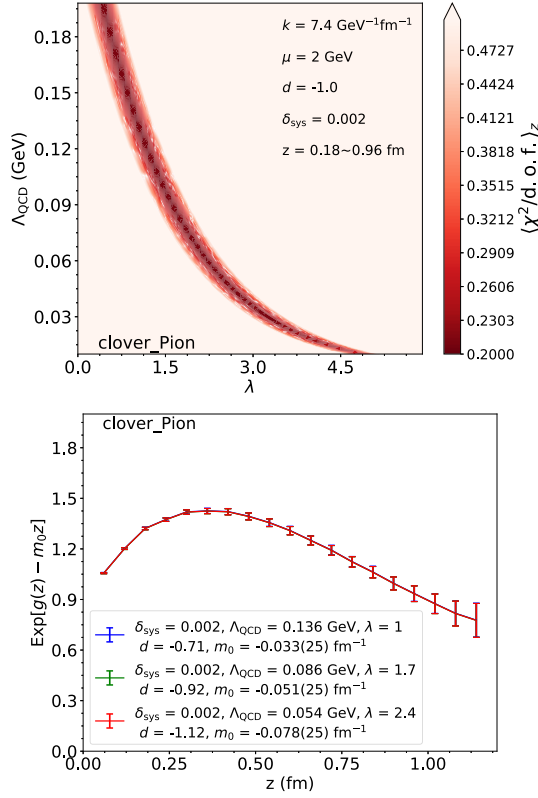 k = 7.4 GeV⁻¹fm⁻¹
μ = 2 GeV
d = -1.0
δsys = 0.002
z = 0.18~0.96 fm
clover_Pion
Λ_QCD (GeV)
0.18
0.15
0.12
0.09
0.06
0.03
0.0 1.5 3.0 4.5
λ
0.4727
0.4424
0.4121
0.3818
0.3515
0.3212
0.2909
0.2606
0.2303
0.2000
⟨χ²/d. o. f.⟩_z
clover_Pion
Exp[g(z) − m₀z]
1.8
1.5
1.2
0.9
0.6
0.3
0.0
δsys = 0.002, Λ_QCD = 0.136 GeV, λ = 1
d = -0.71, m₀ = -0.033(25) fm⁻¹
δsys = 0.002, Λ_QCD = 0.086 GeV, λ = 1.7
d = -0.92, m₀ = -0.051(25) fm⁻¹
δsys = 0.002, Λ_QCD = 0.054 GeV, λ = 2.4
d = -1.12, m₀ = -0.078(25) fm⁻¹
0.00 0.25 0.50 0.75 1.00
z (fm)